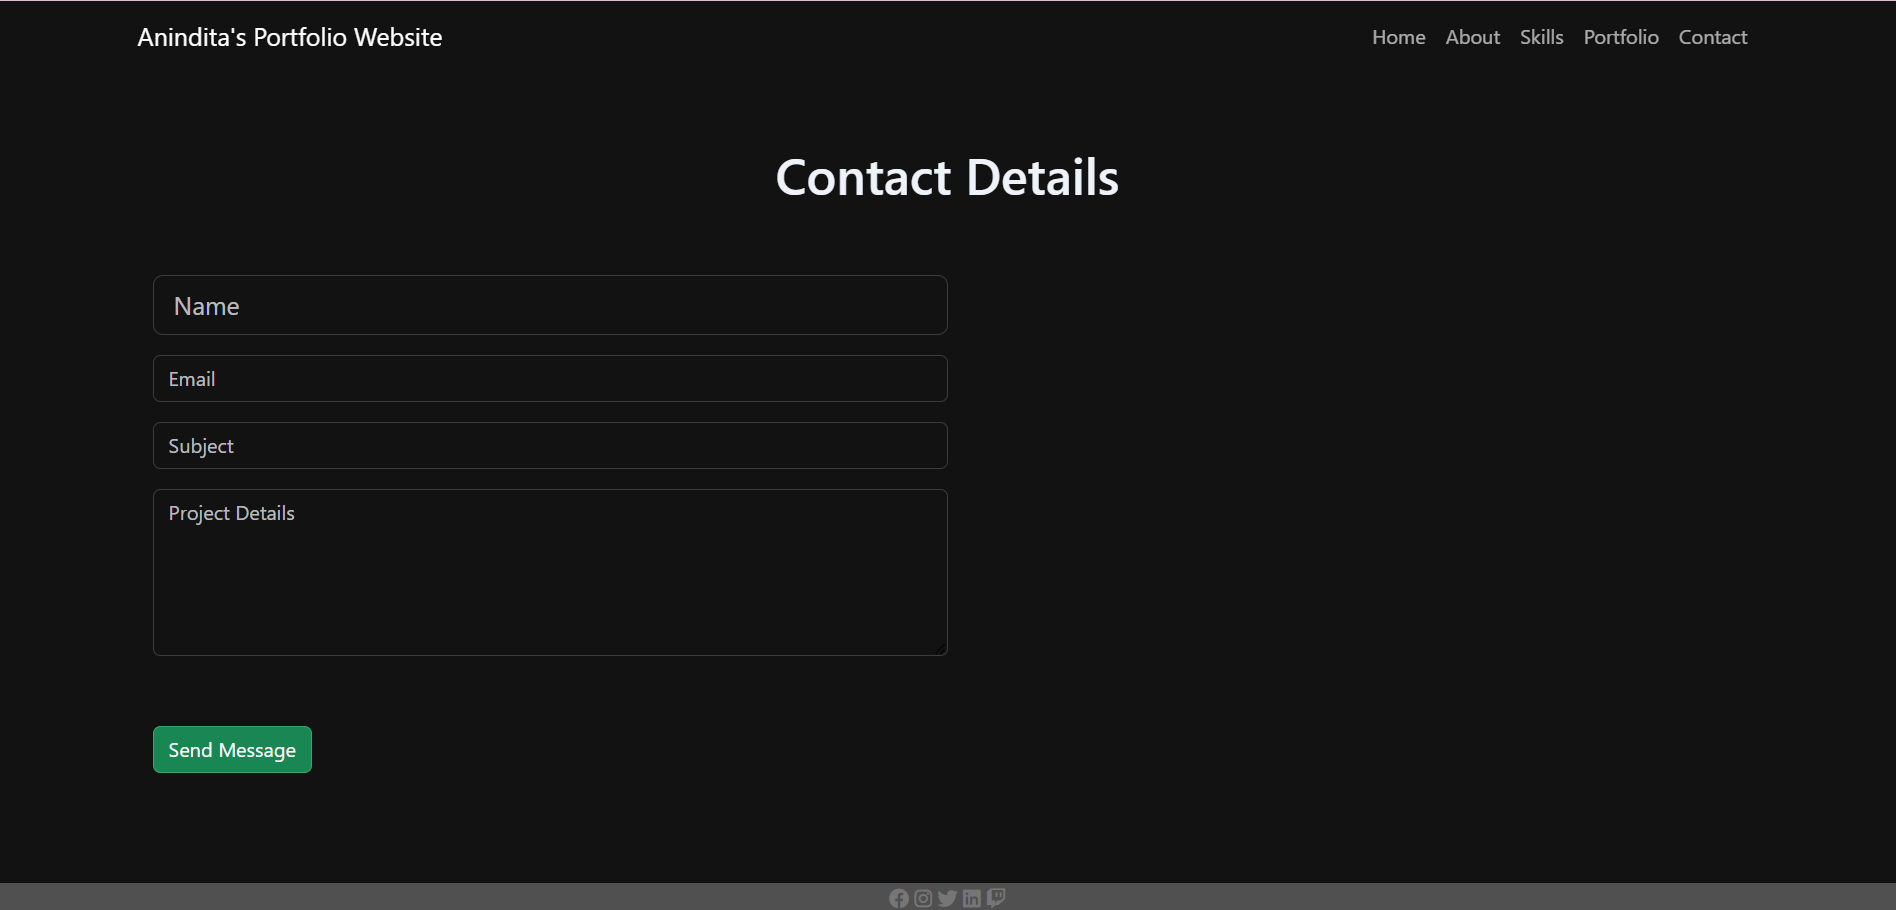 Anindita's Portfolio Website
Home About Skills Portfolio Contact
Contact Details
Name
Email
Subject
Project Details
Send Message